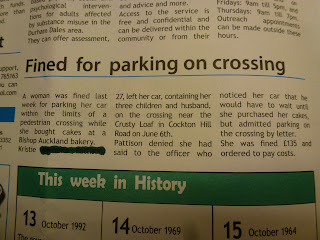 than
psychological interven-
tions for adults affected
by substance misuse in the
Durham Dales area.
They can offer assessment,
and advice and more.
Access to the service is
free and confidential and
can be delivered within the
community or from their
Fridays: 9am till 5pm, and
Thursdays: 9am till 7pm.
Outreach appointments
can be made outside these
hours.
Fined for parking on crossing
A woman was fined last
week for parking her car
within the limits of a
pedestrian crossing while
she bought cakes at a
Bishop Auckland bakery.
Kristie
27, left her car, containing her
three children and husband,
on the crossing near the
Crusty Loaf in Cockton Hill
Road on June 6th.
Pattison denied she had
said to the officer who
noticed her car that he
would have to wait until
she purchased her cakes,
but admitted parking on
the crossing by letter.
She was fined £135 and
ordered to pay costs.
This week in History
13 October 1992
14 October 1969
15 October 1964